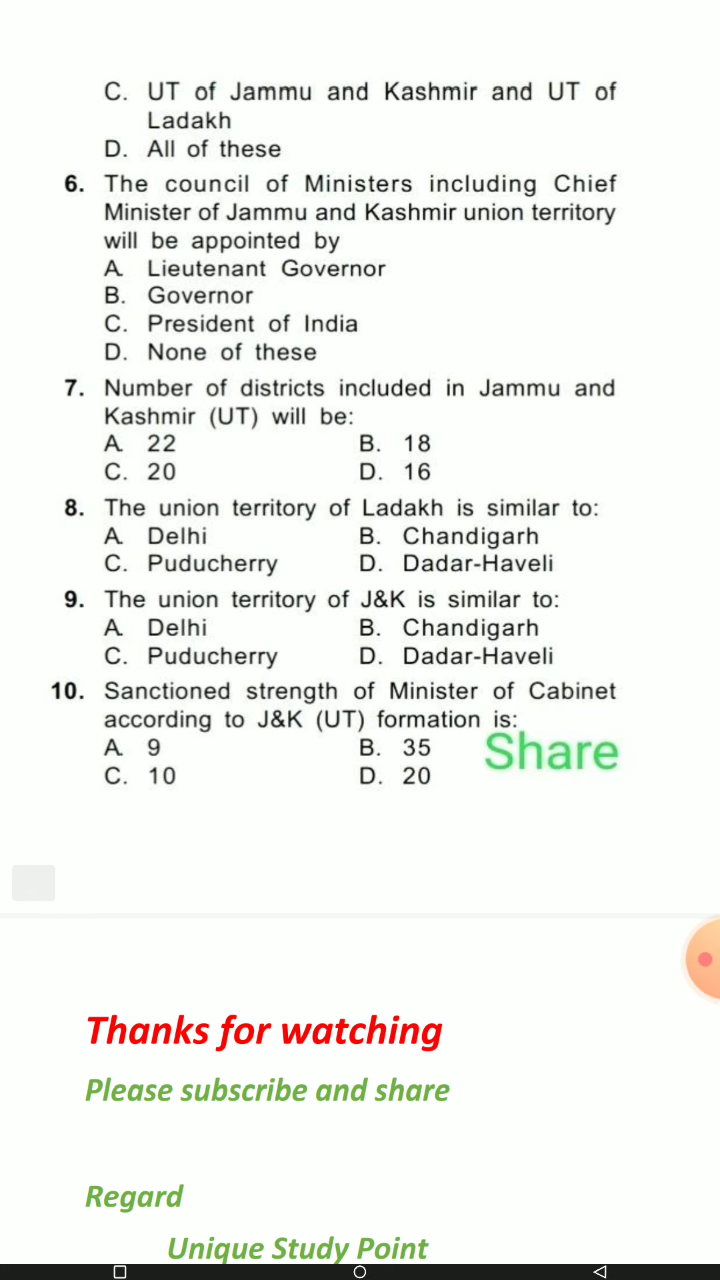 C. UT of Jammu and Kashmir and UT of
Ladakh
D. All of these
6. The council of Ministers including Chief
Minister of Jammu and Kashmir union territory
will be appointed by
A. Lieutenant Governor
B. Governor
C. President of India
D. None of these
7. Number of districts included in Jammu and
Kashmir (UT) will be:
A. 22 B. 18
C. 20 D. 16
8. The union territory of Ladakh is similar to:
A. Delhi B. Chandigarh
C. Puducherry D. Dadar-Haveli
9. The union territory of J&K is similar to:
A. Delhi B. Chandigarh
C. Puducherry D. Dadar-Haveli
10. Sanctioned strength of Minister of Cabinet
according to J&K (UT) formation is:
A. 9 B. 35
C. 10 D. 20
Share
Thanks for watching
Please subscribe and share
Regard
Unique Study Point